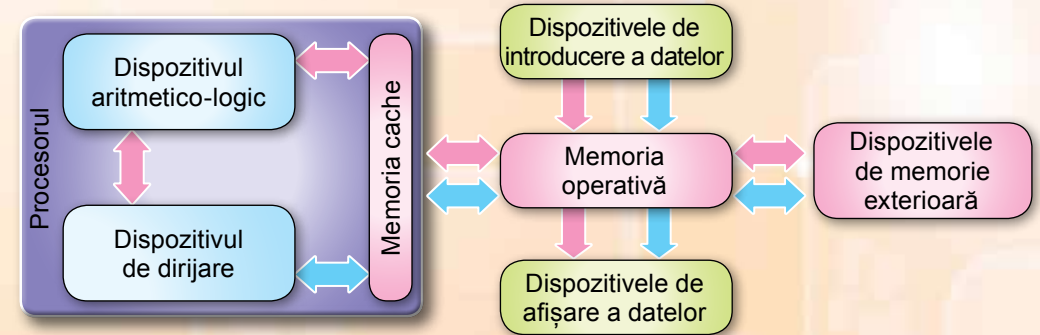 Procesorul
Dispozitivul
aritmetico-logic
Dispozitivul
de dirijare
Memoria cache
Dispozitivele de
introducere a datelor
Memoria
operativă
Dispozitivele de
afișare a datelor
Dispozitivele
de memorie
exterioară